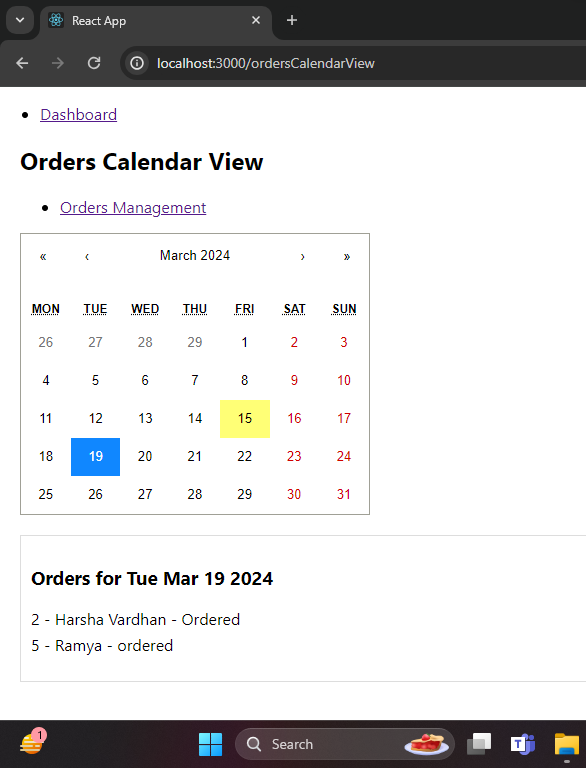 React App
localhost:3000/ordersCalendarView
Dashboard
Orders Calendar View
Orders Management
« ‹ March 2024 › »
MON TUE WED THU FRI SAT SUN
26 27 28 29 1 2 3
4 5 6 7 8 9 10
11 12 13 14 15 16 17
18 19 20 21 22 23 24
25 26 27 28 29 30 31
Orders for Tue Mar 19 2024
2 - Harsha Vardhan - Ordered
5 - Ramya - ordered
1 Search T